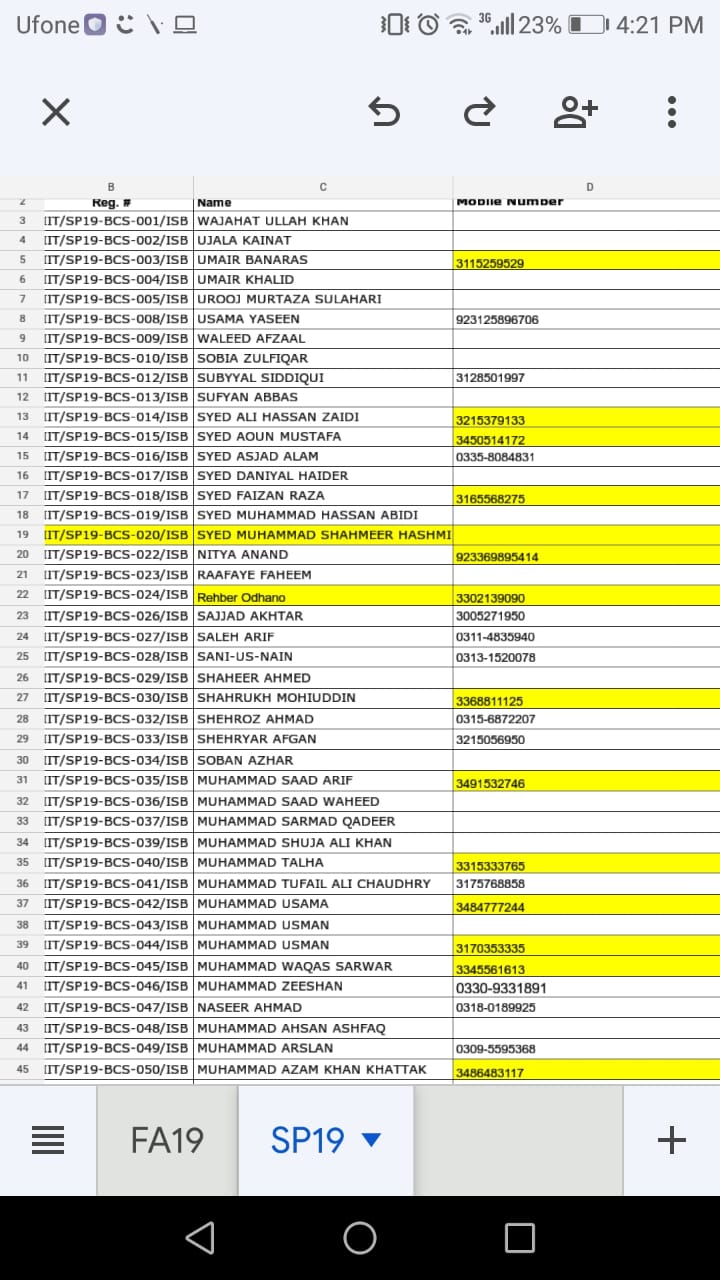 Ufone 3G 23% 4:21 PM
B C D
2 Reg. # Name Mobile Number
3 IIT/SP19-BCS-001/ISB WAJAHAT ULLAH KHAN
4 IIT/SP19-BCS-002/ISB UJALA KAINAT
5 IIT/SP19-BCS-003/ISB UMAIR BANARAS 3115259529
6 IIT/SP19-BCS-004/ISB UMAIR KHALID
7 IIT/SP19-BCS-005/ISB UROOJ MURTAZA SULAHARI
8 IIT/SP19-BCS-008/ISB USAMA YASEEN 923125896706
9 IIT/SP19-BCS-009/ISB WALEED AFZAAL
10 IIT/SP19-BCS-010/ISB SOBIA ZULFIQAR
11 IIT/SP19-BCS-012/ISB SUBYYAL SIDDIQUI 3128501997
12 IIT/SP19-BCS-013/ISB SUFYAN ABBAS
13 IIT/SP19-BCS-014/ISB SYED ALI HASSAN ZAIDI 3215379133
14 IIT/SP19-BCS-015/ISB SYED AOUN MUSTAFA 3450514172
15 IIT/SP19-BCS-016/ISB SYED ASJAD ALAM 0335-8084831
16 IIT/SP19-BCS-017/ISB SYED DANIYAL HAIDER
17 IIT/SP19-BCS-018/ISB SYED FAIZAN RAZA 3165568275
18 IIT/SP19-BCS-019/ISB SYED MUHAMMAD HASSAN ABIDI
19 IIT/SP19-BCS-020/ISB SYED MUHAMMAD SHAHMEER HASHMI
20 IIT/SP19-BCS-022/ISB NITYA ANAND 923369895414
21 IIT/SP19-BCS-023/ISB RAAFAYE FAHEEM
22 IIT/SP19-BCS-024/ISB Rehber Odhano 3302139090
23 IIT/SP19-BCS-026/ISB SAJJAD AKHTAR 3005271950
24 IIT/SP19-BCS-027/ISB SALEH ARIF 0311-4835940
25 IIT/SP19-BCS-028/ISB SANI-US-NAIN 0313-1520078
26 IIT/SP19-BCS-029/ISB SHAHEER AHMED
27 IIT/SP19-BCS-030/ISB SHAHRUKH MOHIUDDIN 3368811125
28 IIT/SP19-BCS-032/ISB SHEHROZ AHMAD 0315-6872207
29 IIT/SP19-BCS-033/ISB SHEHRYAR AFGAN 3215056950
30 IIT/SP19-BCS-034/ISB SOBAN AZHAR
31 IIT/SP19-BCS-035/ISB MUHAMMAD SAAD ARIF 3491532746
32 IIT/SP19-BCS-036/ISB MUHAMMAD SAAD WAHEED
33 IIT/SP19-BCS-037/ISB MUHAMMAD SARMAD QADEER
34 IIT/SP19-BCS-039/ISB MUHAMMAD SHUJA ALI KHAN
35 IIT/SP19-BCS-040/ISB MUHAMMAD TALHA 3315333765
36 IIT/SP19-BCS-041/ISB MUHAMMAD TUFAIL ALI CHAUDHRY 3175768858
37 IIT/SP19-BCS-042/ISB MUHAMMAD USAMA 3484777244
38 IIT/SP19-BCS-043/ISB MUHAMMAD USMAN
39 IIT/SP19-BCS-044/ISB MUHAMMAD USMAN 3170353335
40 IIT/SP19-BCS-045/ISB MUHAMMAD WAQAS SARWAR 3345561613
41 IIT/SP19-BCS-046/ISB MUHAMMAD ZEESHAN 0330-9331891
42 IIT/SP19-BCS-047/ISB NASEER AHMAD 0318-0189925
43 IIT/SP19-BCS-048/ISB MUHAMMAD AHSAN ASHFAQ
44 IIT/SP19-BCS-049/ISB MUHAMMAD ARSLAN 0309-5595368
45 IIT/SP19-BCS-050/ISB MUHAMMAD AZAM KHAN KHATTAK 3486483117
FA19 SP19